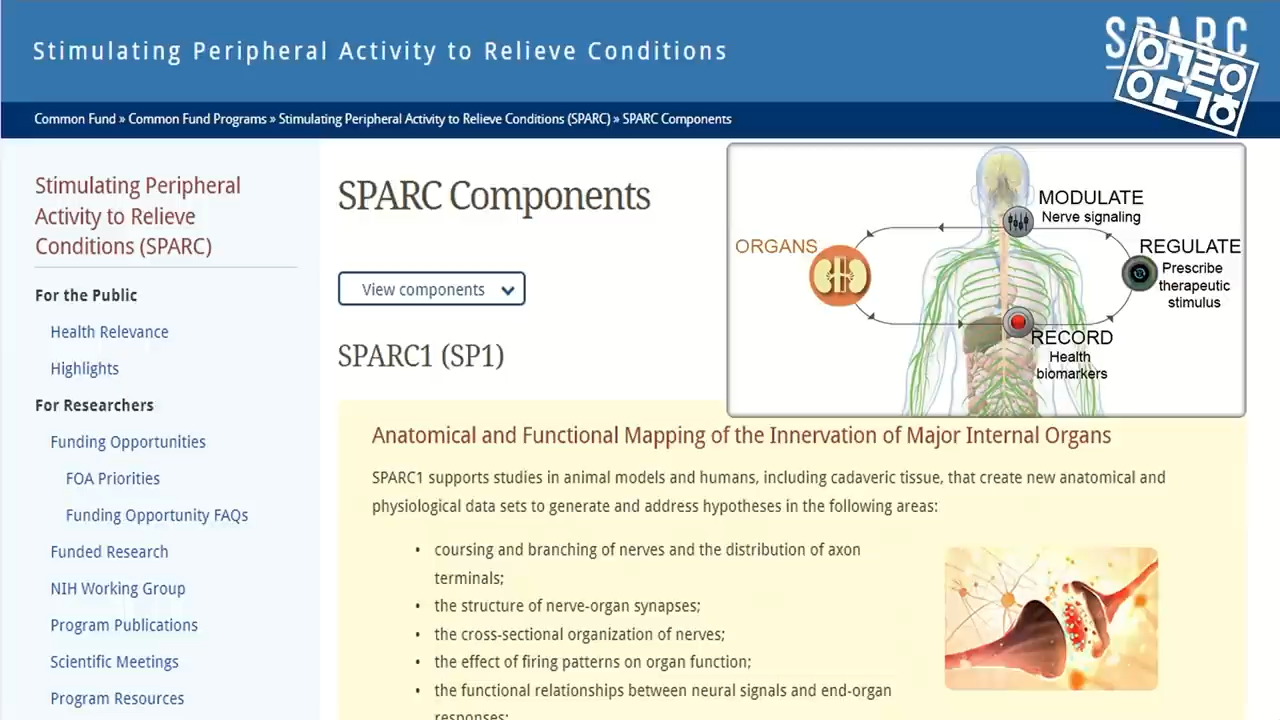 Stimulating Peripheral Activity to Relieve Conditions
SPARC
Common Fund » Common Fund Programs » Stimulating Peripheral Activity to Relieve Conditions (SPARC) » SPARC Components
Stimulating Peripheral
Activity to Relieve
Conditions (SPARC)
For the Public
Health Relevance
Highlights
For Researchers
Funding Opportunities
FOA Priorities
Funding Opportunity FAQs
Funded Research
NIH Working Group
Program Publications
Scientific Meetings
Program Resources
SPARC Components
View components
SPARC1 (SP1)
MODULATE
Nerve signaling
ORGANS
REGULATE
Prescribe
therapeutic
stimulus
RECORD
Health
biomarkers
Anatomical and Functional Mapping of the Innervation of Major Internal Organs
SPARC1 supports studies in animal models and humans, including cadaveric tissue, that create new anatomical and
physiological data sets to generate and address hypotheses in the following areas:
• coursing and branching of nerves and the distribution of axon
terminals;
• the structure of nerve-organ synapses;
• the cross-sectional organization of nerves;
• the effect of firing patterns on organ function;
• the functional relationships between neural signals and end-organ
responses;